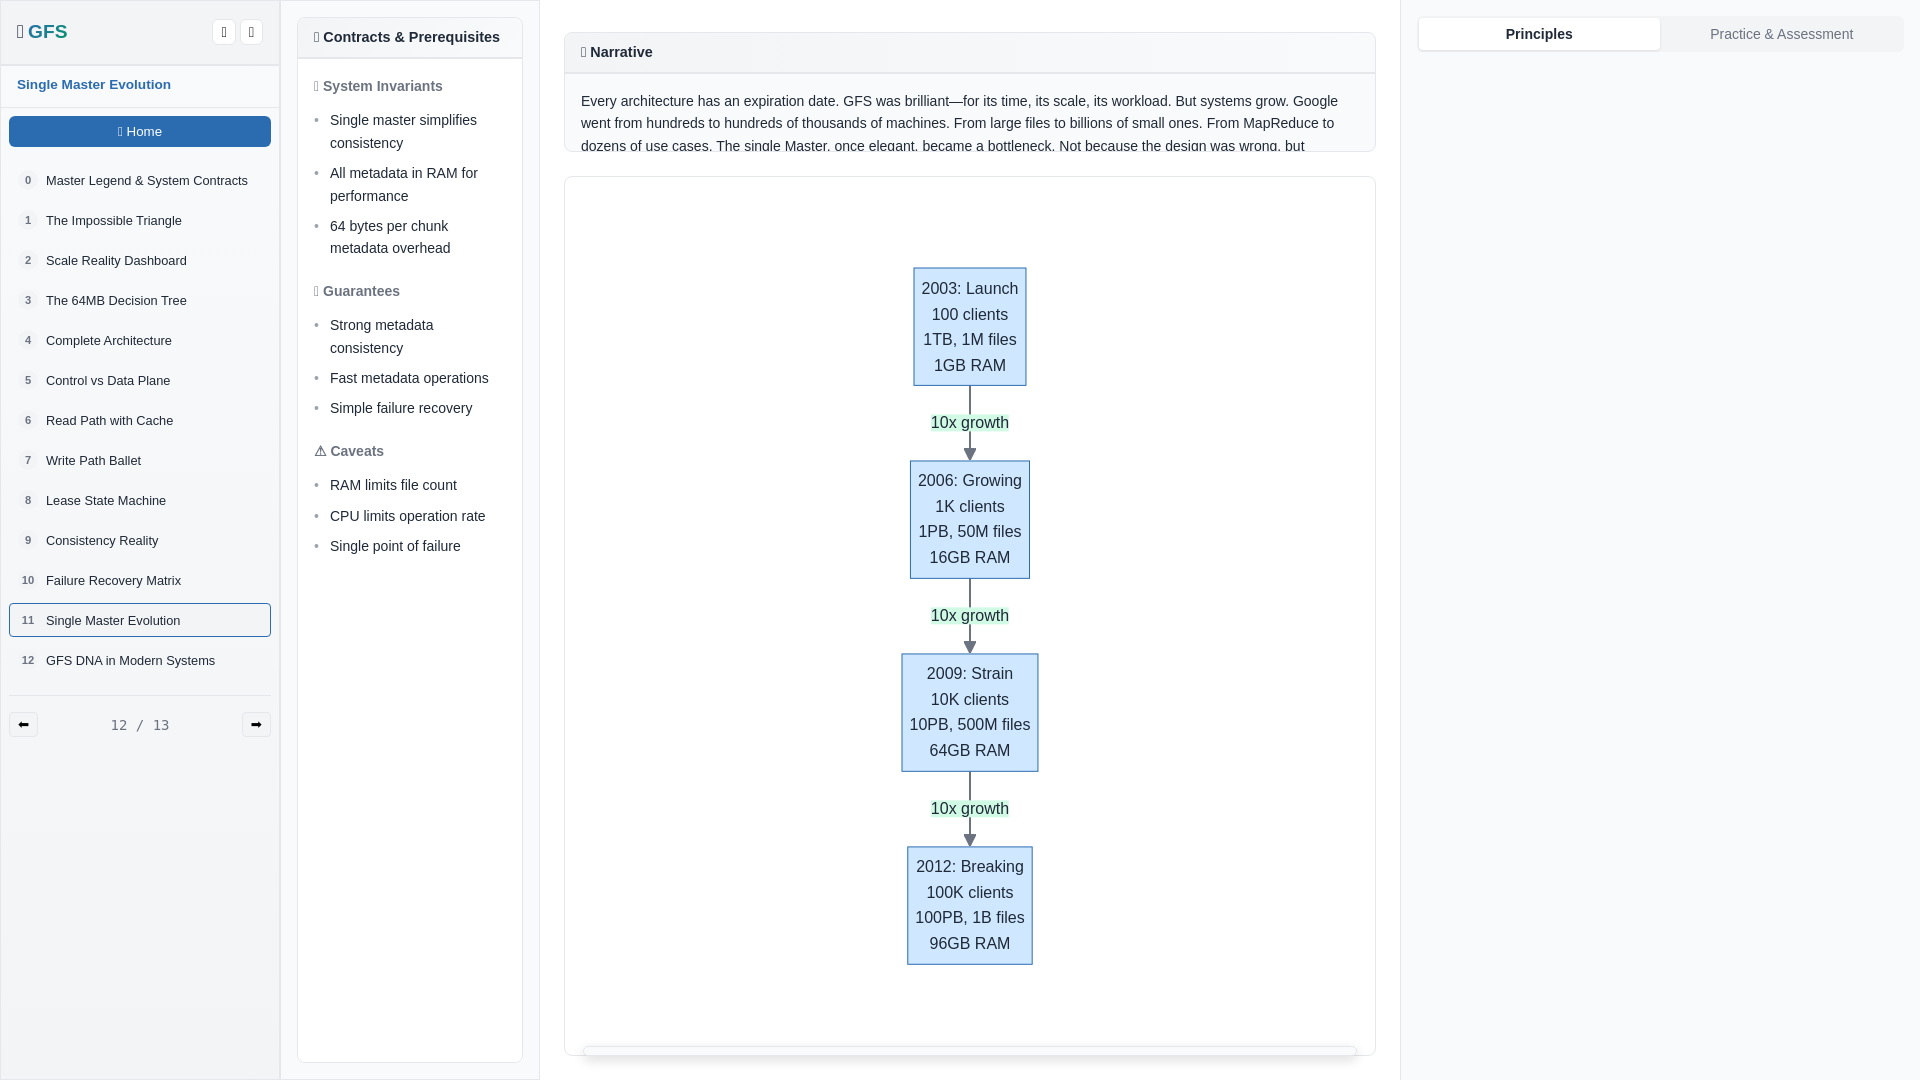 GFS
Single Master Evolution
Home
0 Master Legend & System Contracts
1 The Impossible Triangle
2 Scale Reality Dashboard
3 The 64MB Decision Tree
4 Complete Architecture
5 Control vs Data Plane
6 Read Path with Cache
7 Write Path Ballet
8 Lease State Machine
9 Consistency Reality
10 Failure Recovery Matrix
11 Single Master Evolution
12 GFS DNA in Modern Systems
⬅ 12 / 13 ➡
Contracts & Prerequisites
System Invariants
• Single master simplifies
consistency
• All metadata in RAM for
performance
• 64 bytes per chunk
metadata overhead
Guarantees
• Strong metadata
consistency
• Fast metadata operations
• Simple failure recovery
⚠ Caveats
• RAM limits file count
• CPU limits operation rate
• Single point of failure
Narrative
Every architecture has an expiration date. GFS was brilliant—for its time, its scale, its workload. But systems grow. Google
went from hundreds to hundreds of thousands of machines. From large files to billions of small ones. From MapReduce to
dozens of use cases. The single Master, once elegant, became a bottleneck. Not because the design was wrong, but
2003: Launch
100 clients
1TB, 1M files
1GB RAM
10x growth
2006: Growing
1K clients
1PB, 50M files
16GB RAM
10x growth
2009: Strain
10K clients
10PB, 500M files
64GB RAM
10x growth
2012: Breaking
100K clients
100PB, 1B files
96GB RAM
Principles
Practice & Assessment